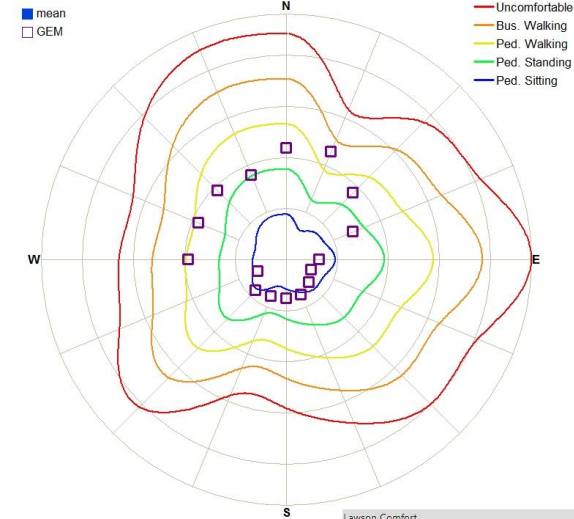 mean
GEM
N
Uncomfortable
Bus. Walking
Ped. Walking
Ped. Standing
Ped. Sitting
W
E
S
Lawson Comfort